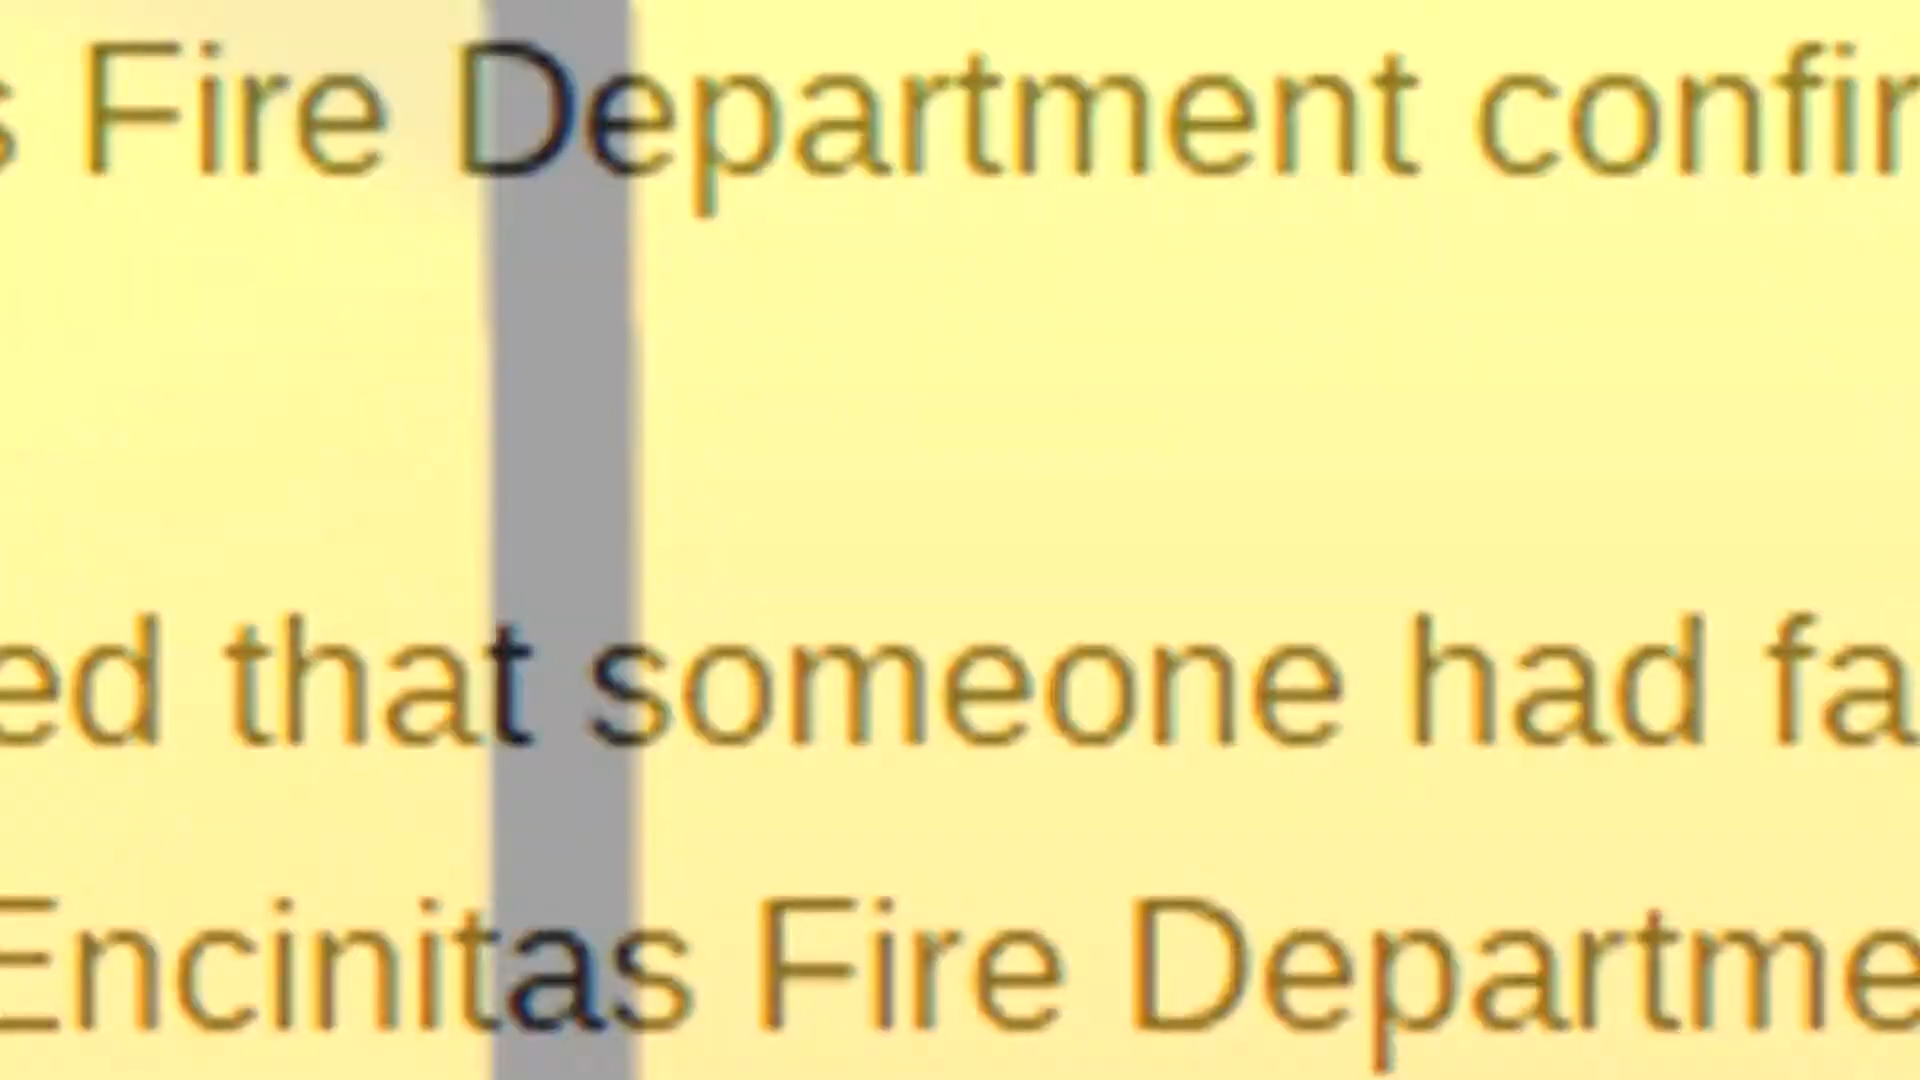 s Fire Department confir
ed that someone had fa
Encinitas Fire Departme